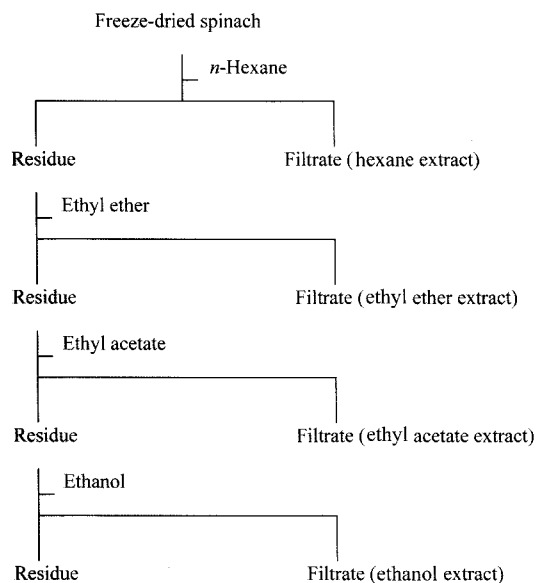 Freeze-dried spinach
n-Hexane
Residue
Filtrate (hexane extract)
Ethyl ether
Residue
Filtrate (ethyl ether extract)
Ethyl acetate
Residue
Filtrate (ethyl acetate extract)
Ethanol
Residue
Filtrate (ethanol extract)